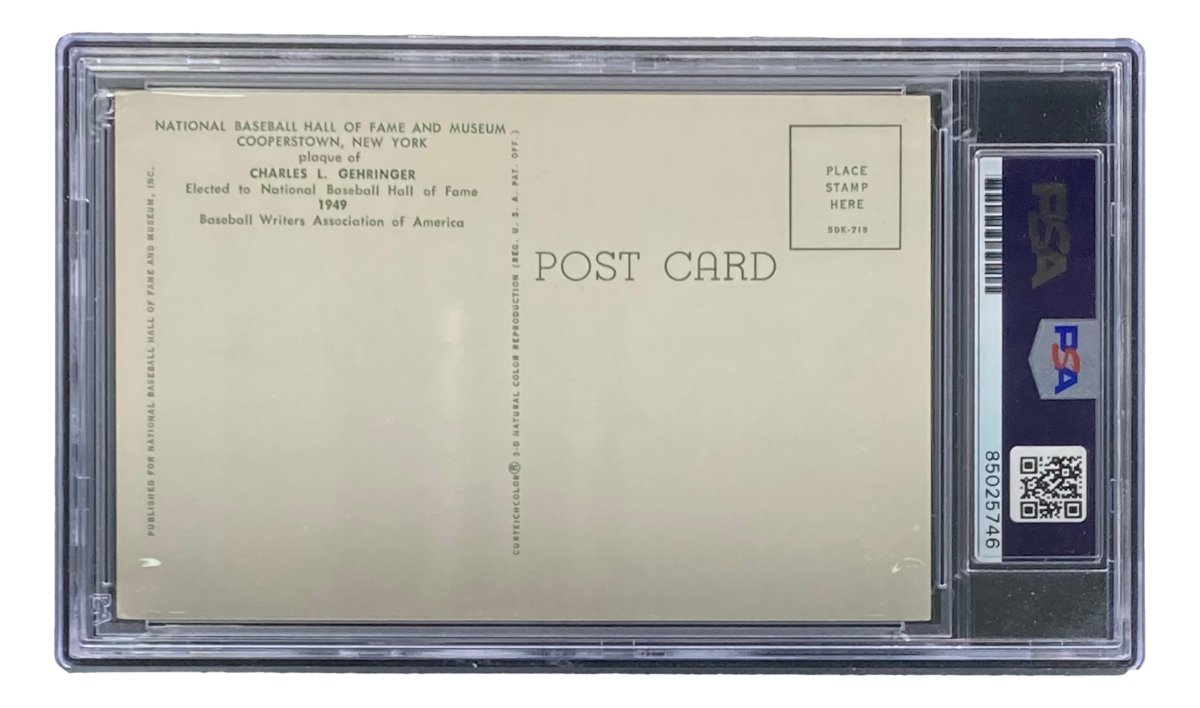 NATIONAL BASEBALL HALL OF FAME AND MUSEUM
COOPERSTOWN, NEW YORK
plaque of
CHARLES L. GEHRINGER
Elected to National Baseball Hall of Fame
1949
Baseball Writers Association of America
PUBLISHED FOR NATIONAL BASEBALL HALL OF FAME AND MUSEUM, INC.
CURTEICHCOLOR® 3-D NATURAL COLOR REPRODUCTION (REG. U. S. A. PAT. OFF.)
POST CARD
PLACE
STAMP
HERE
SDK-718
PSA
PSA
85025746